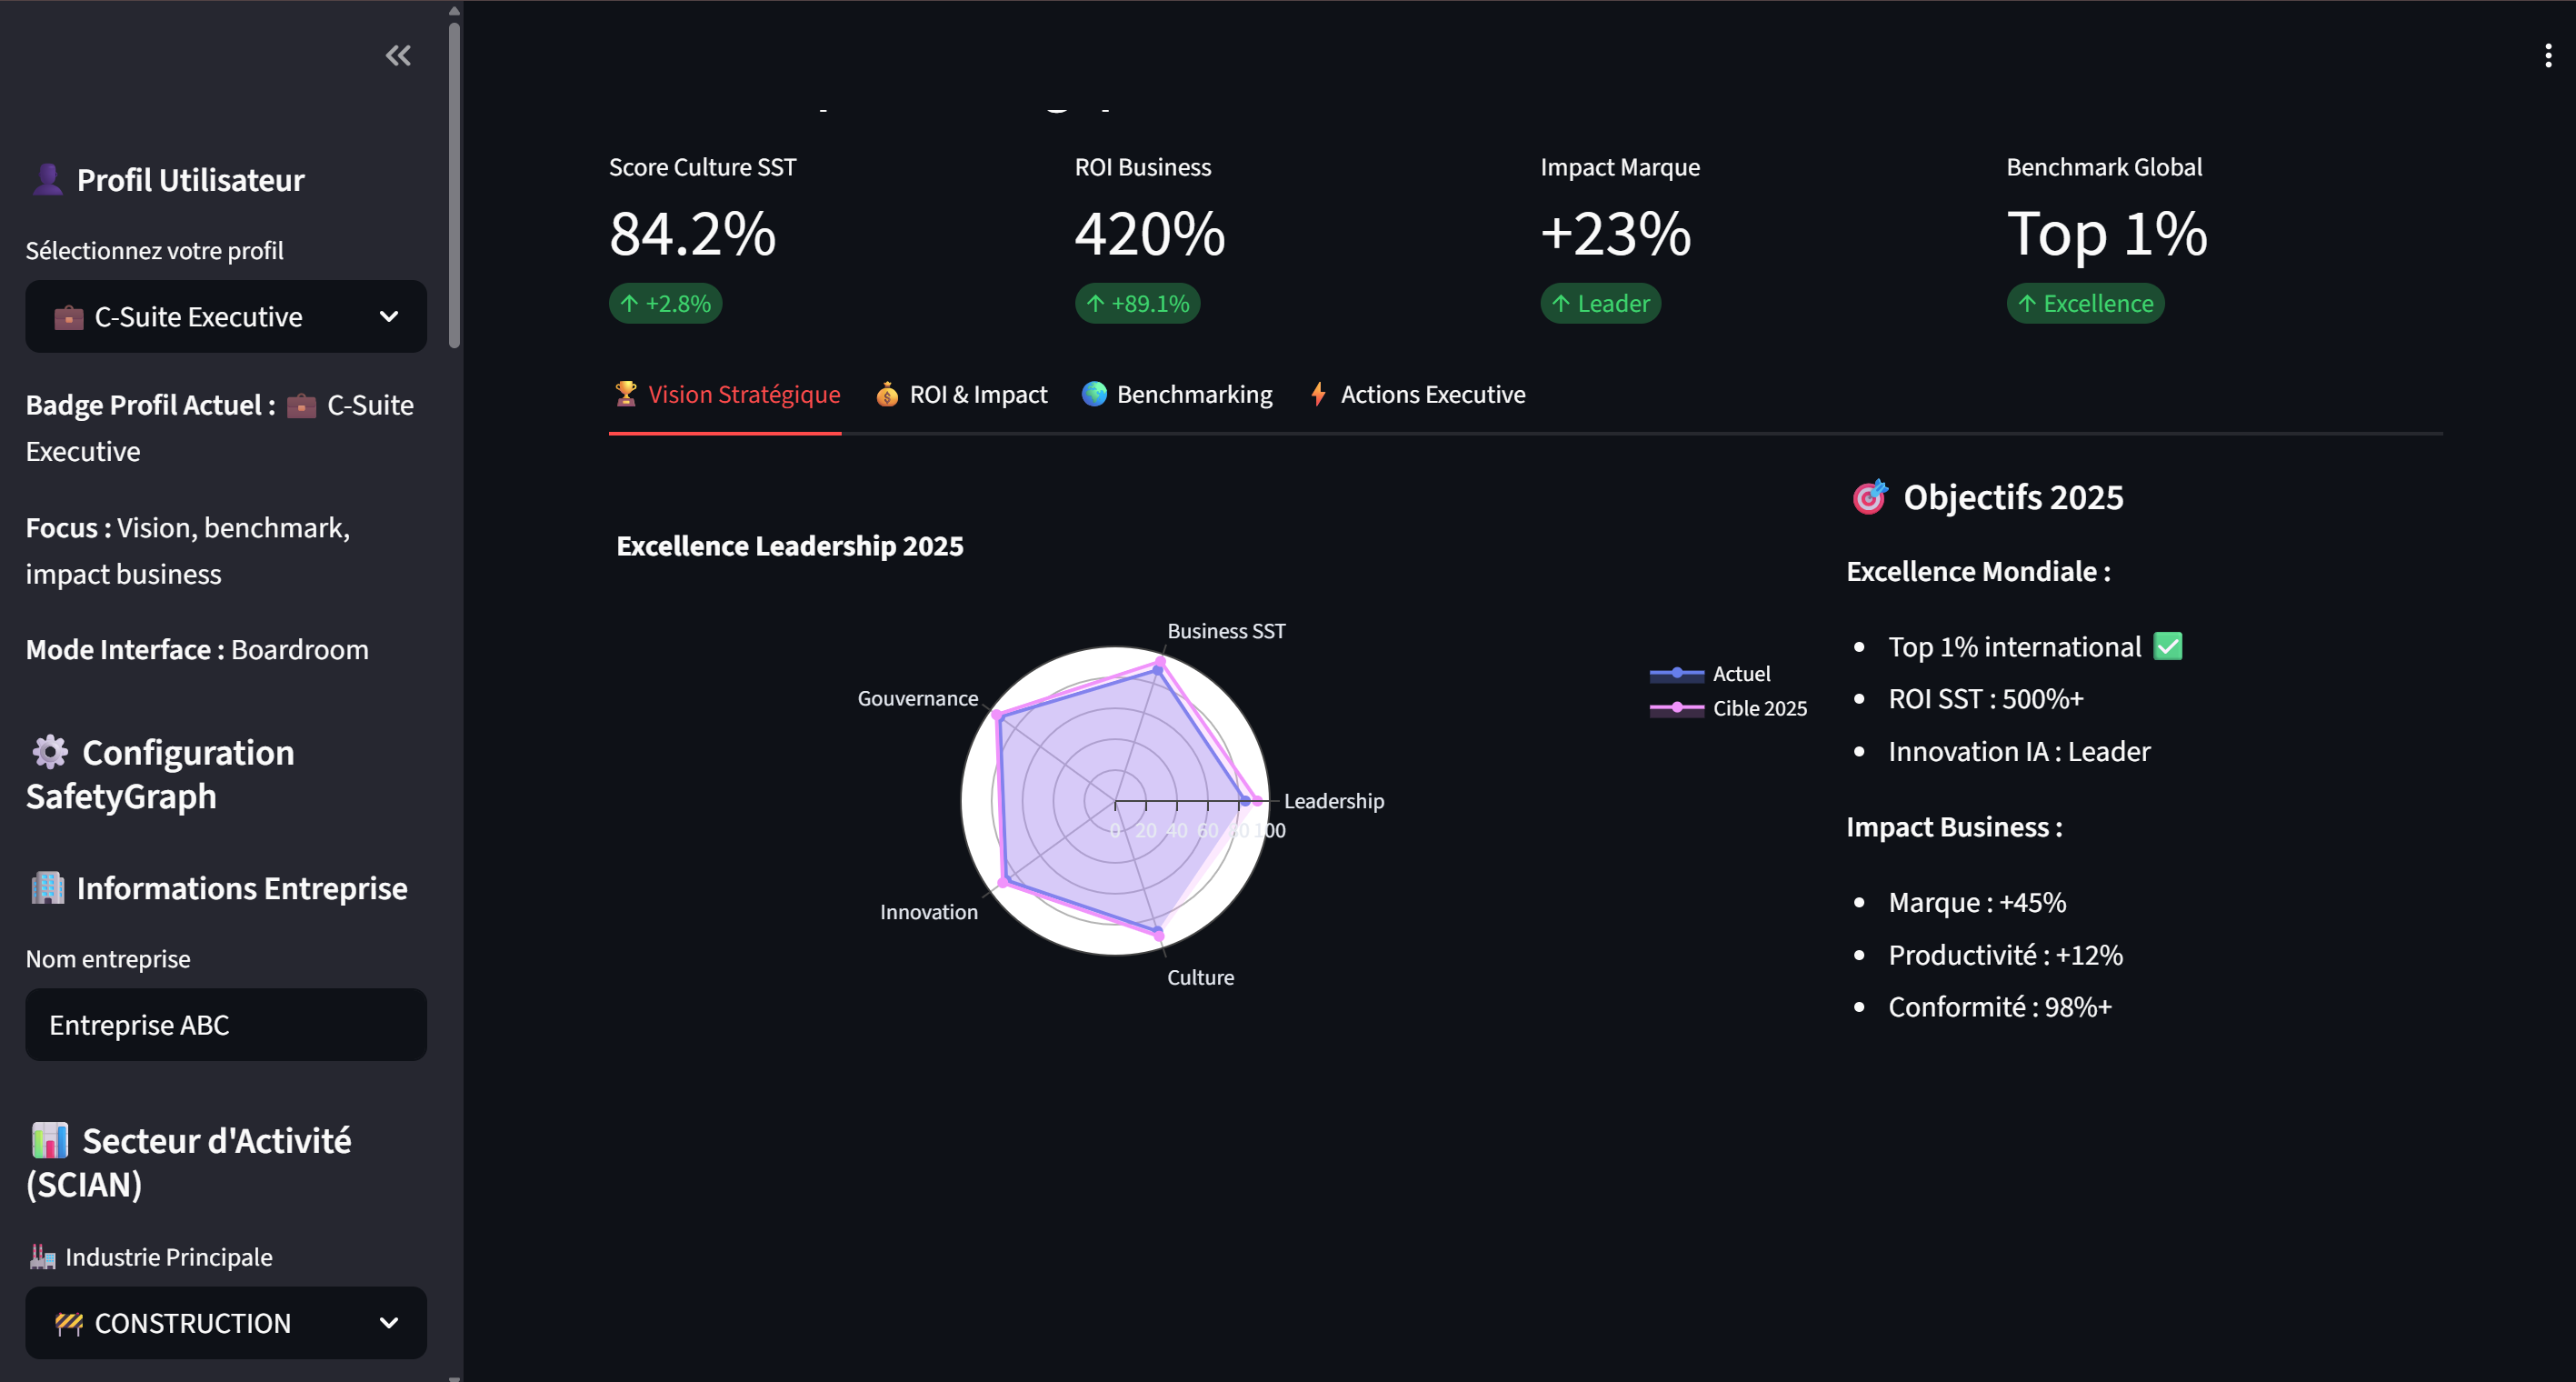 Profil Utilisateur
Sélectionnez votre profil
C-Suite Executive
Badge Profil Actuel : C-Suite
Executive
Focus : Vision, benchmark,
impact business
Mode Interface : Boardroom
Configuration
SafetyGraph
Informations Entreprise
Nom entreprise
Entreprise ABC
Secteur d'Activité
(SCIAN)
Industrie Principale
CONSTRUCTION
Score Culture SST
84.2%
↑ +2.8%
ROI Business
420%
↑ +89.1%
Impact Marque
+23%
↑ Leader
Benchmark Global
Top 1%
↑ Excellence
Vision Stratégique
ROI & Impact
Benchmarking
Actions Executive
Excellence Leadership 2025
Business SST
Gouvernance
Leadership
0 20 40 60 80 100
Innovation
Culture
Actuel
Cible 2025
Objectifs 2025
Excellence Mondiale :
Top 1% international
ROI SST : 500%+
Innovation IA : Leader
Impact Business :
Marque : +45%
Productivité : +12%
Conformité : 98%+